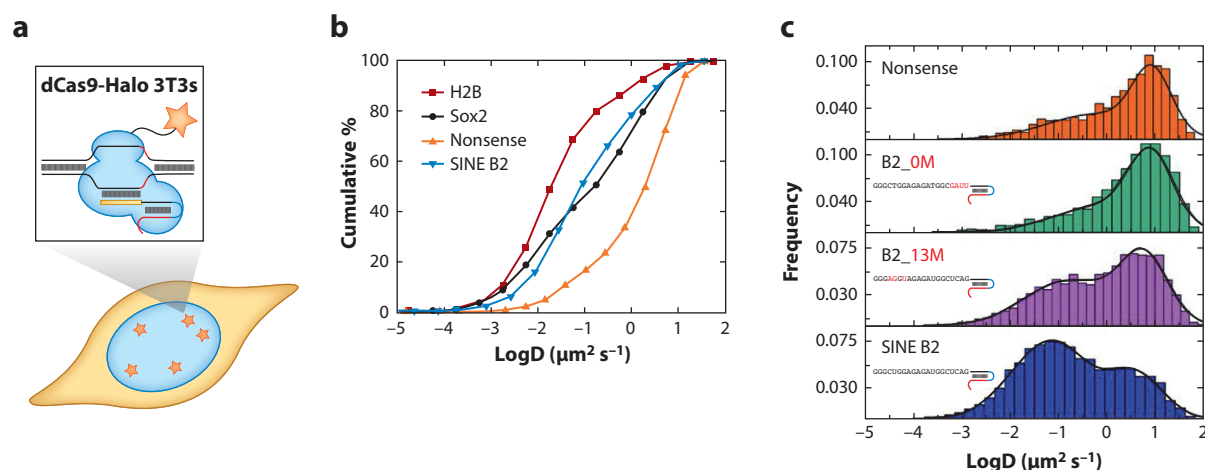 a
dCas9-Halo 3T3s
b
100
80
60
40
20
0
Cumulative %
H2B
Sox2
Nonsense
SINE B2
–5 –4 –3 –2 –1 0 1 2
LogD (µm² s⁻¹)
c
Frequency
Nonsense
0.100
0.040
B2_0M
GGGCTGGAGAGATGGCGAUU
0.100
0.040
B2_13M
GGGAGGUAGAGAUGGCUCAG
0.075
0.030
SINE B2
GGGCUGGAGAGAUGGCUCAG
0.075
0.030
–5 –4 –3 –2 –1 0 1 2
LogD (µm² s⁻¹)